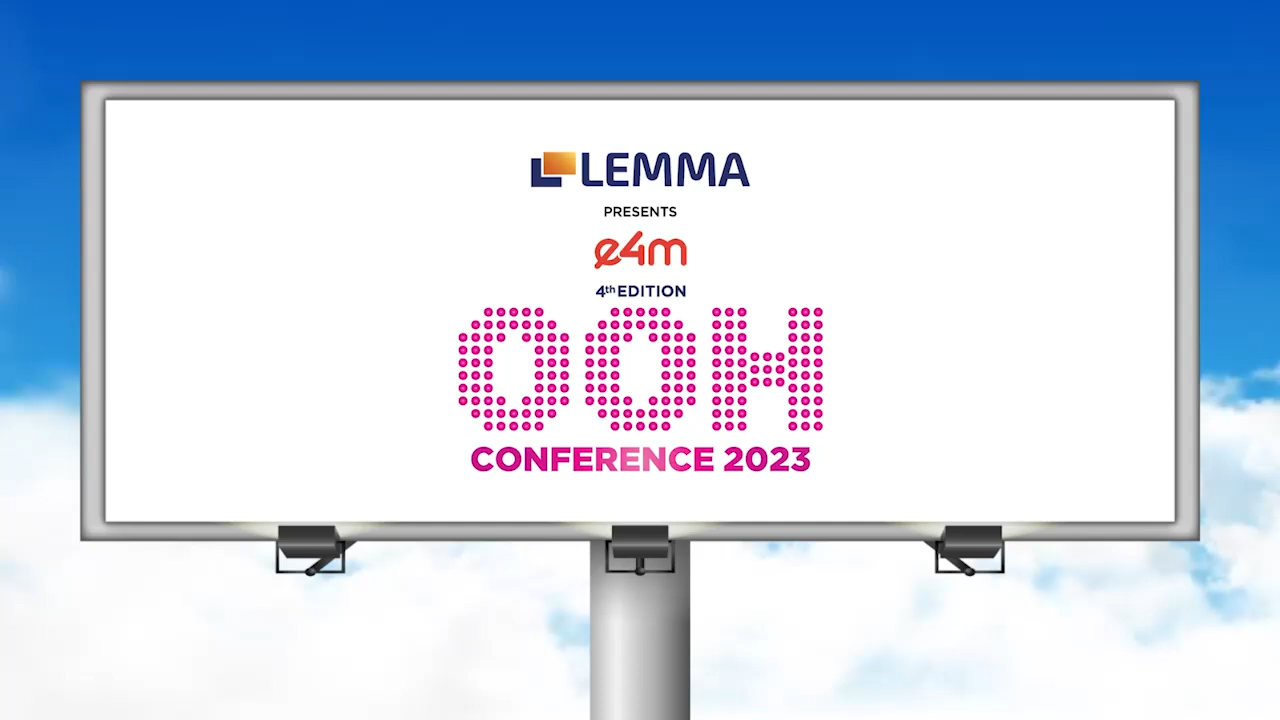 LEMMA
PRESENTS
e4m
4th EDITION
OOH
CONFERENCE 2023